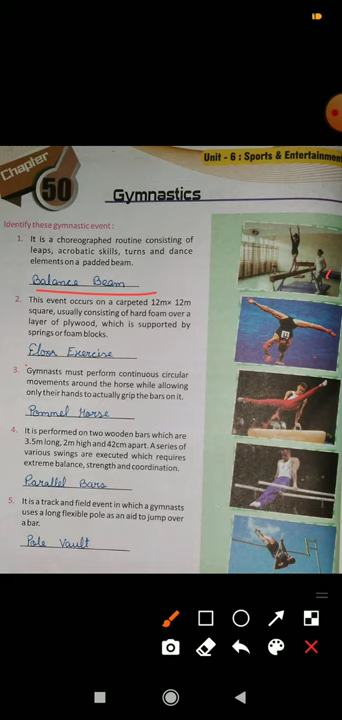 Chapter
50
Unit - 6 : Sports & Entertainment
Gymnastics
Identify these gymnastic event :
1. It is a choreographed routine consisting of
leaps, acrobatic skills, turns and dance
elements on a padded beam.
Balance Beam
2. This event occurs on a carpeted 12m× 12m
square, usually consisting of hard foam over a
layer of plywood, which is supported by
springs or foam blocks.
Floor Exercise
3. Gymnasts must perform continuous circular
movements around the horse while allowing
only their hands to actually grip the bars on it.
Pommel Horse
4. It is performed on two wooden bars which are
3.5m long, 2m high and 42cm apart. A series of
various swings are executed which requires
extreme balance, strength and coordination.
Parallel Bars
5. It is a track and field event in which a gymnasts
uses a long flexible pole as an aid to jump over
a bar.
Pole Vault